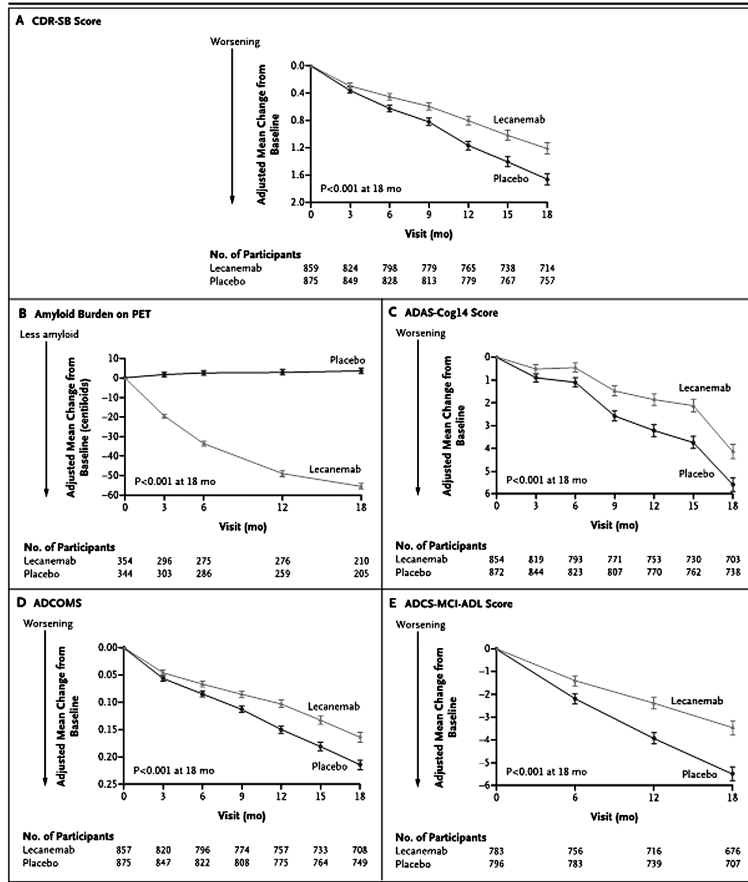 A CDR-SB Score
Worsening
Adjusted Mean Change from
Baseline
0.0
0.4
0.8
1.2
1.6
2.0
Lecanemab
Placebo
P<0.001 at 18 mo
0 3 6 9 12 15 18
Visit (mo)
No. of Participants
Lecanemab 859 824 798 779 765 738 714
Placebo 875 849 828 813 779 767 757
B Amyloid Burden on PET
Less amyloid
Adjusted Mean Change from
Baseline (centiloids)
10
0
−10
−20
−30
−40
−50
−60
Placebo
Lecanemab
P<0.001 at 18 mo
0 3 6 12 18
Visit (mo)
No. of Participants
Lecanemab 354 296 275 276 210
Placebo 344 303 286 259 205
C ADAS-Cog14 Score
Worsening
Adjusted Mean Change from
Baseline
0
1
2
3
4
5
6
Lecanemab
Placebo
P<0.001 at 18 mo
0 3 6 9 12 15 18
Visit (mo)
No. of Participants
Lecanemab 854 819 793 771 753 730 703
Placebo 872 844 823 807 770 762 738
D ADCOMS
Worsening
Adjusted Mean Change from
Baseline
0.00
0.05
0.10
0.15
0.20
0.25
Lecanemab
Placebo
P<0.001 at 18 mo
0 3 6 9 12 15 18
Visit (mo)
No. of Participants
Lecanemab 857 820 796 774 757 733 708
Placebo 875 847 822 808 775 764 749
E ADCS-MCI-ADL Score
Worsening
Adjusted Mean Change from
Baseline
0
−1
−2
−3
−4
−5
−6
Lecanemab
Placebo
P<0.001 at 18 mo
0 6 12 18
Visit (mo)
No. of Participants
Lecanemab 783 756 716 676
Placebo 796 783 739 707